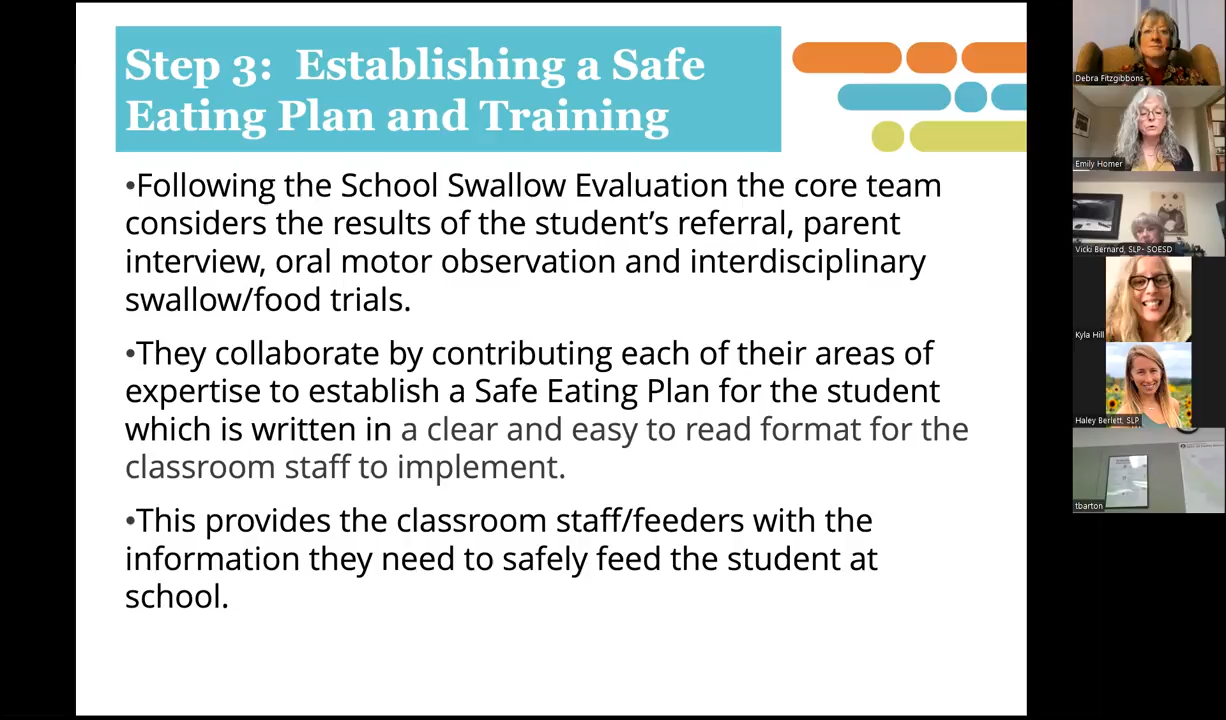 Step 3:  Establishing a Safe
Eating Plan and Training
•Following the School Swallow Evaluation the core team
considers the results of the student’s referral, parent
interview, oral motor observation and interdisciplinary
swallow/food trials.
•They collaborate by contributing each of their areas of
expertise to establish a Safe Eating Plan for the student
which is written in a clear and easy to read format for the
classroom staff to implement.
•This provides the classroom staff/feeders with the
information they need to safely feed the student at
school.
Debra Fitzgibbons
Emily Homer
Vicki Bernard, SLP- SOESD
Kyla Hill
Haley Berlett, SLP
tbarton